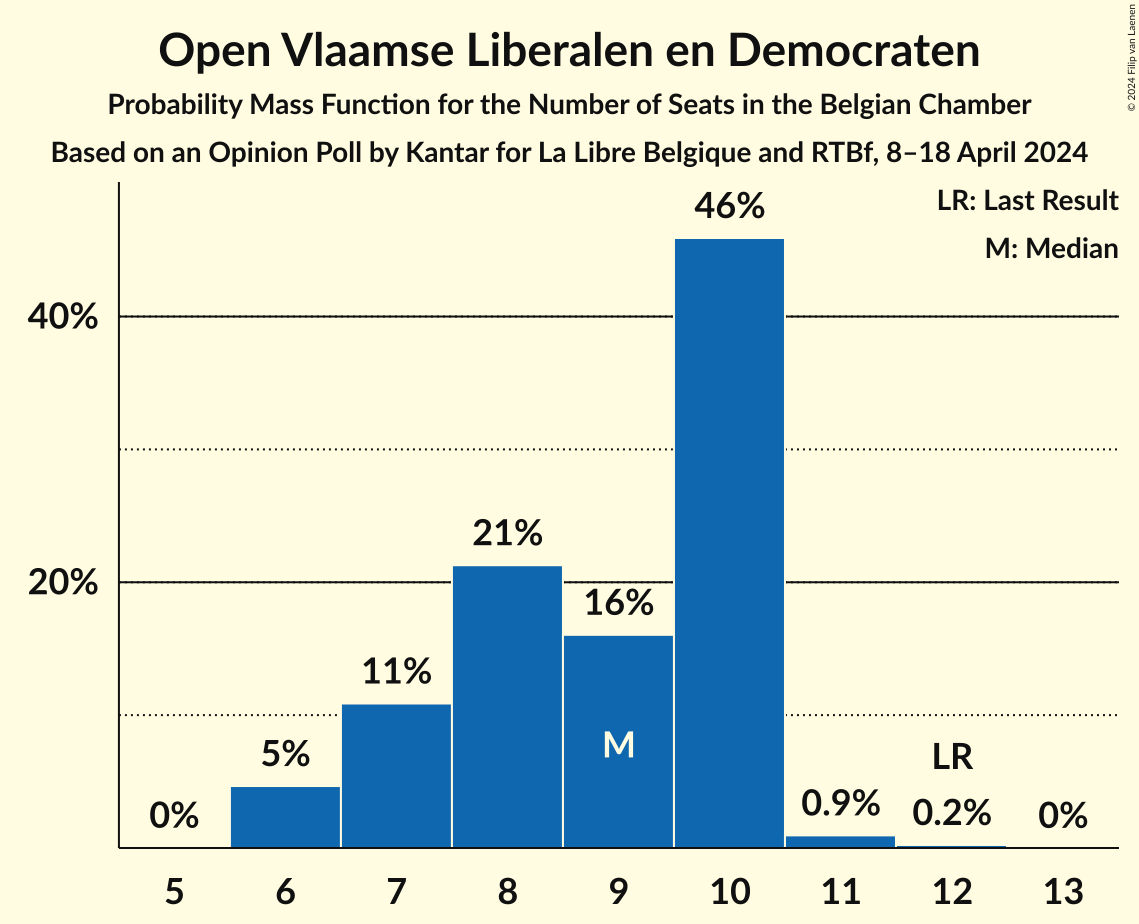 Open Vlaamse Liberalen en Democraten
Probability Mass Function for the Number of Seats in the Belgian Chamber
Based on an Opinion Poll by Kantar for La Libre Belgique and RTBf, 8–18 April 2024
© 2024 Filip van Laenen
LR: Last Result
M: Median
46%
40%
21%
20%
16%
11%
5%
M
LR
0%
0.9%
0.2%
0%
5 6 7 8 9 10 11 12 13